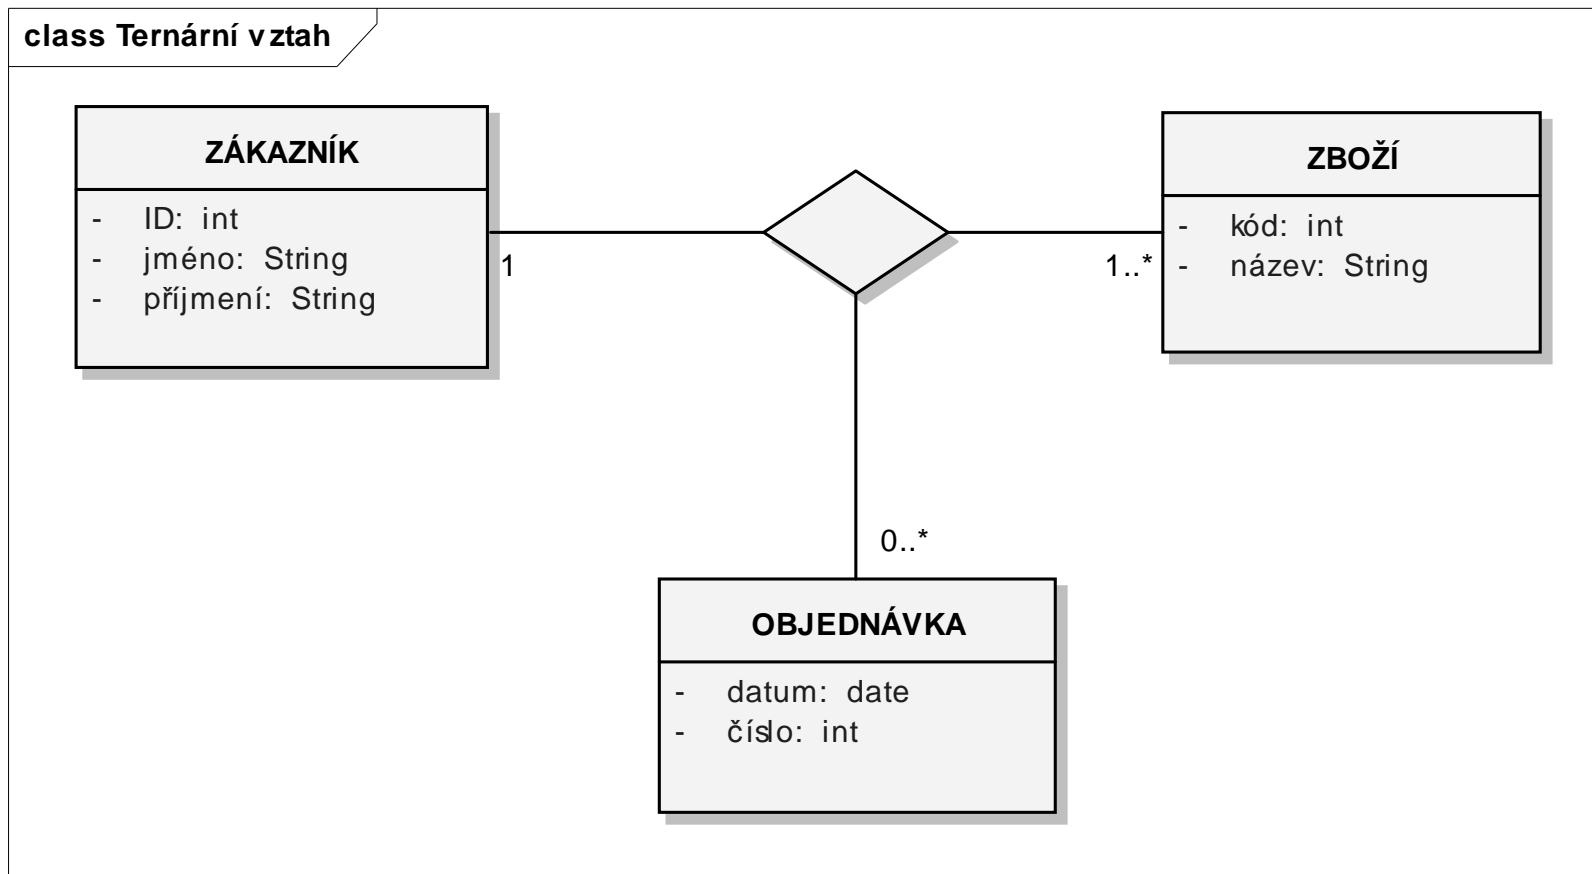 class Ternární vztah
ZÁKAZNÍK
- ID: int
- jméno: String
- příjmení: String
1
1..*
ZBOŽÍ
- kód: int
- název: String
0..*
OBJEDNÁVKA
- datum: date
- číslo: int